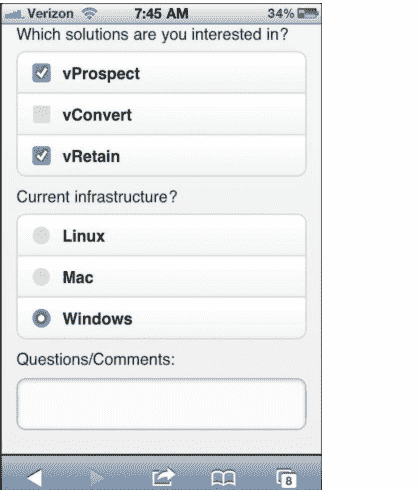 Verizon 7:45 AM 34%
Which solutions are you interested in?
vProspect
vConvert
vRetain
Current infrastructure?
Linux
Mac
Windows
Questions/Comments:
8